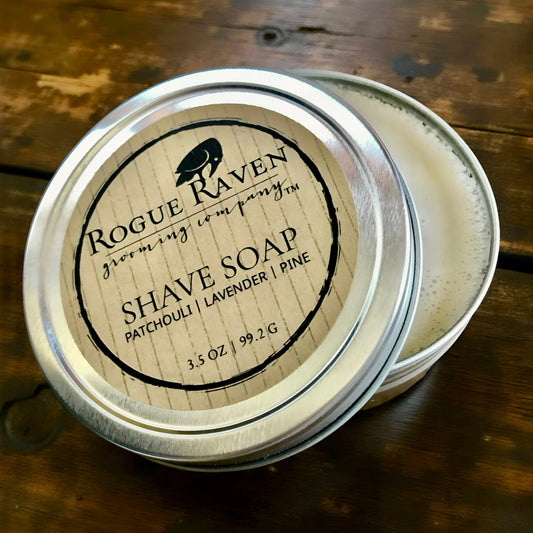 ROGUE RAVEN
grooming company™
SHAVE SOAP
PATCHOULI | LAVENDER | PINE
3.5 OZ | 99.2 G